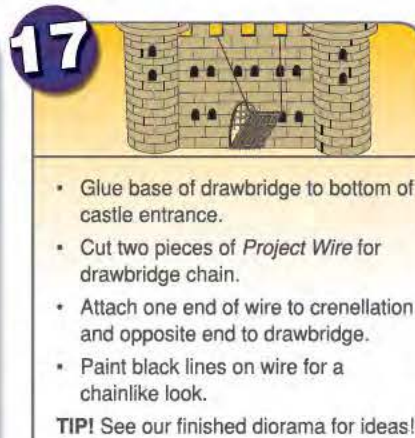 17
• Glue base of drawbridge to bottom of
castle entrance.
• Cut two pieces of Project Wire for
drawbridge chain.
• Attach one end of wire to crenellation
and opposite end to drawbridge.
• Paint black lines on wire for a
chainlike look.
TIP! See our finished diorama for ideas!